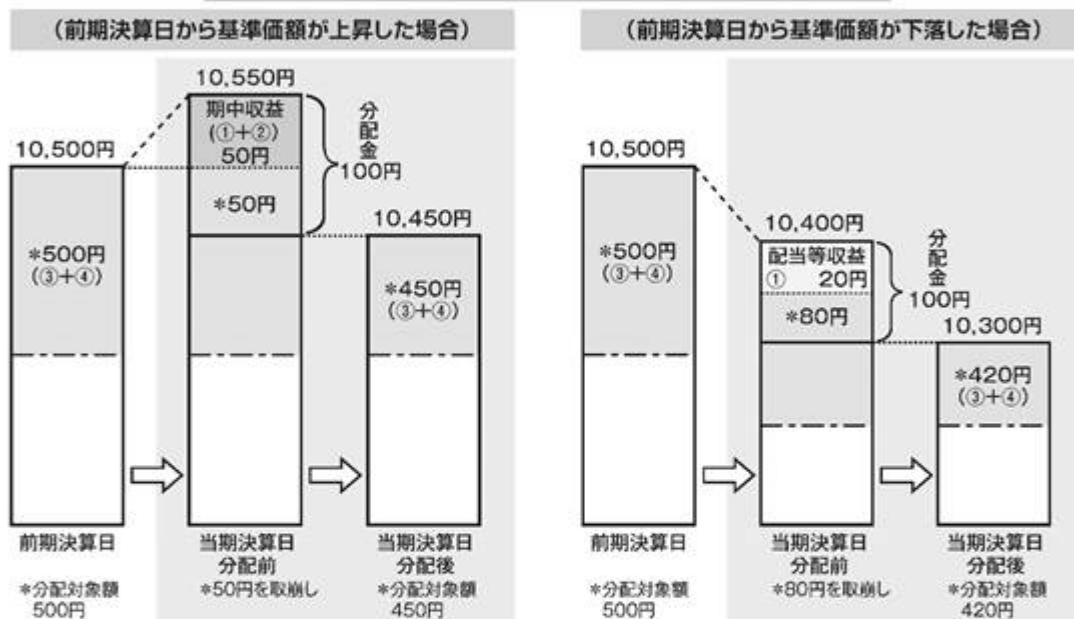 (前期決算日から基準価額が上昇した場合)
10,550円
期中収益
(①+②)
50円
*50円
分配金
100円
10,500円
*500円
(③+④)
10,450円
*450円
(③+④)
前期決算日
*分配対象額
500円
当期決算日
分配前
*50円を取崩し
当期決算日
分配後
*分配対象額
450円
(前期決算日から基準価額が下落した場合)
10,500円
*500円
(③+④)
10,400円
配当等収益
① 20円
*80円
分配金
100円
10,300円
*420円
(③+④)
前期決算日
*分配対象額
500円
当期決算日
分配前
*80円を取崩し
当期決算日
分配後
*分配対象額
420円